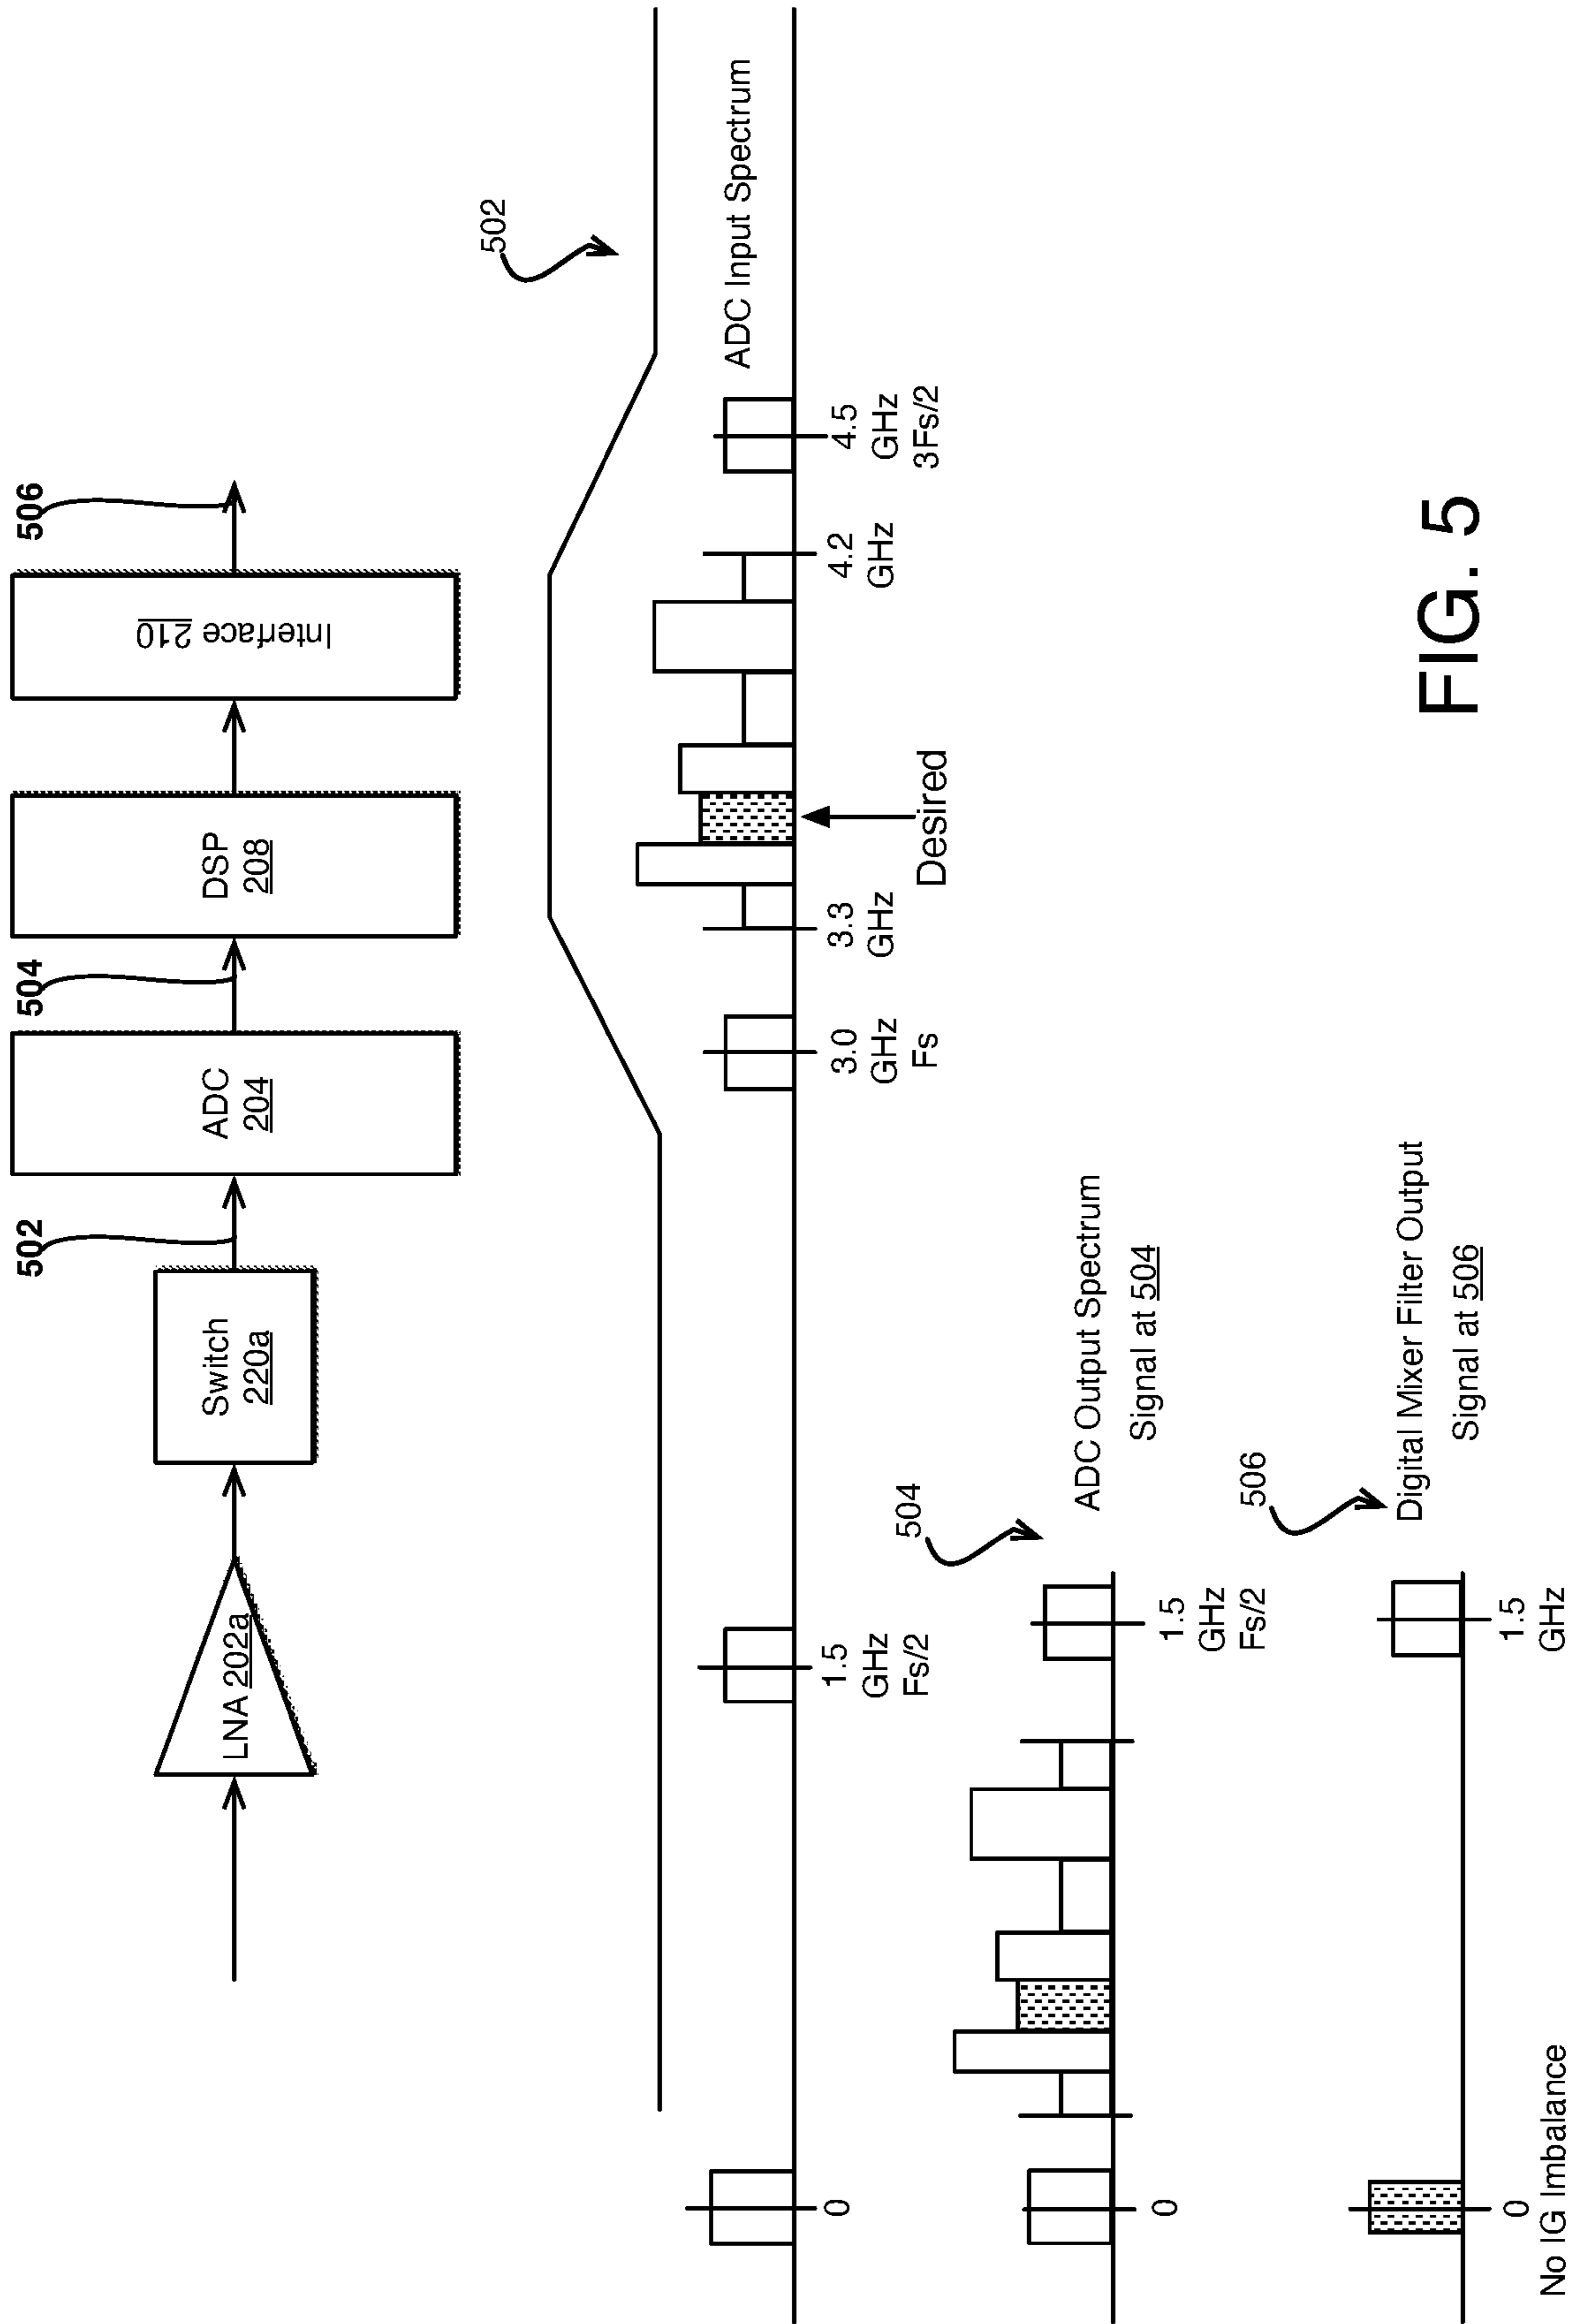 502
504
506
LNA 202a
Switch
220a
ADC
204
DSP
208
Interface 210
502
ADC Input Spectrum
0
1.5
GHz
Fs/2
3.0
GHz
Fs
3.3
GHz
Desired
4.2
GHz
4.5
GHz
3Fs/2
504
ADC Output Spectrum
Signal at 504
0
1.5
GHz
Fs/2
506
Digital Mixer Filter Output
Signal at 506
0
1.5
GHz
No IG Imbalance
FIG. 5